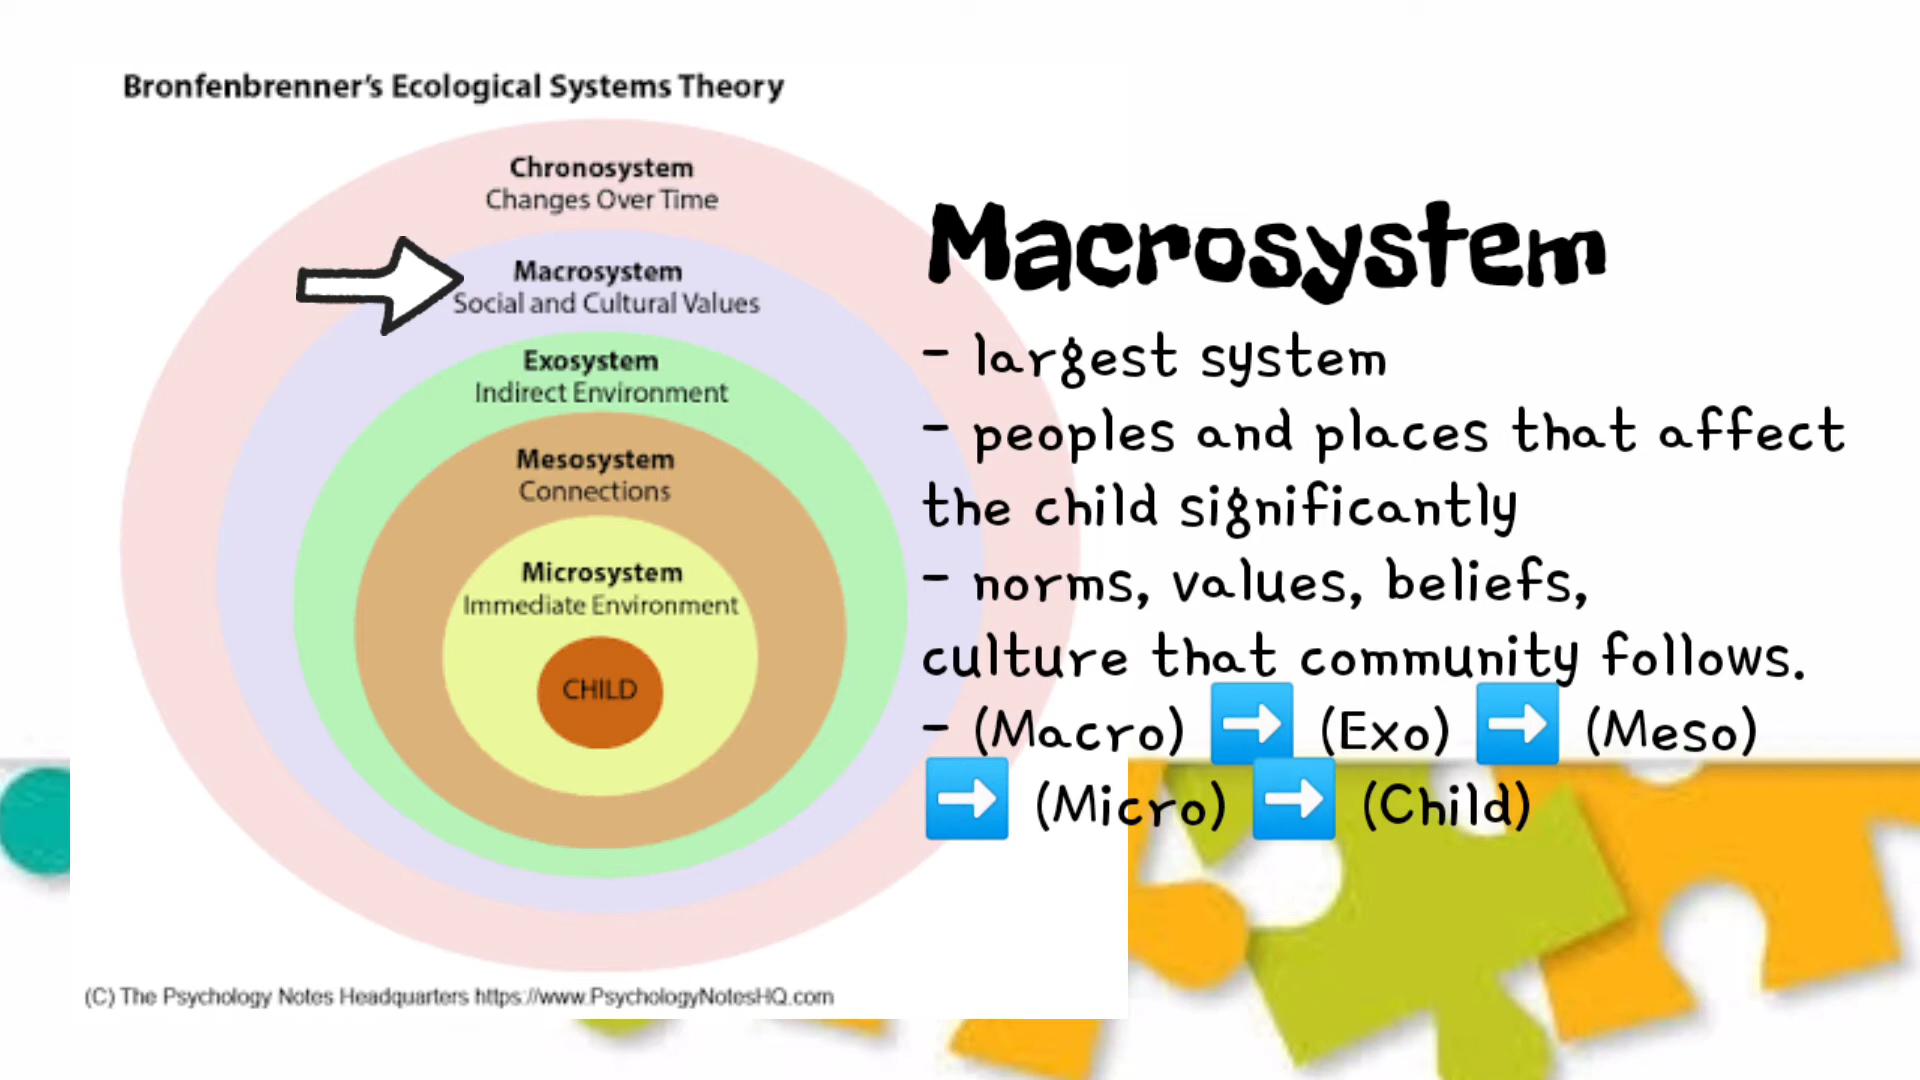 Bronfenbrenner's Ecological Systems Theory
Chronosystem
Changes Over Time
Macrosystem
Social and Cultural Values
Exosystem
Indirect Environment
Mesosystem
Connections
Microsystem
Immediate Environment
CHILD
(C) The Psychology Notes Headquarters https://www.PsychologyNotesHQ.com
Macrosystem
- largest system
- peoples and places that affect
the child significantly
- norms, values, beliefs,
culture that community follows.
- (Macro) ➡️ (Exo) ➡️ (Meso)
➡️ (Micro) ➡️ (Child)